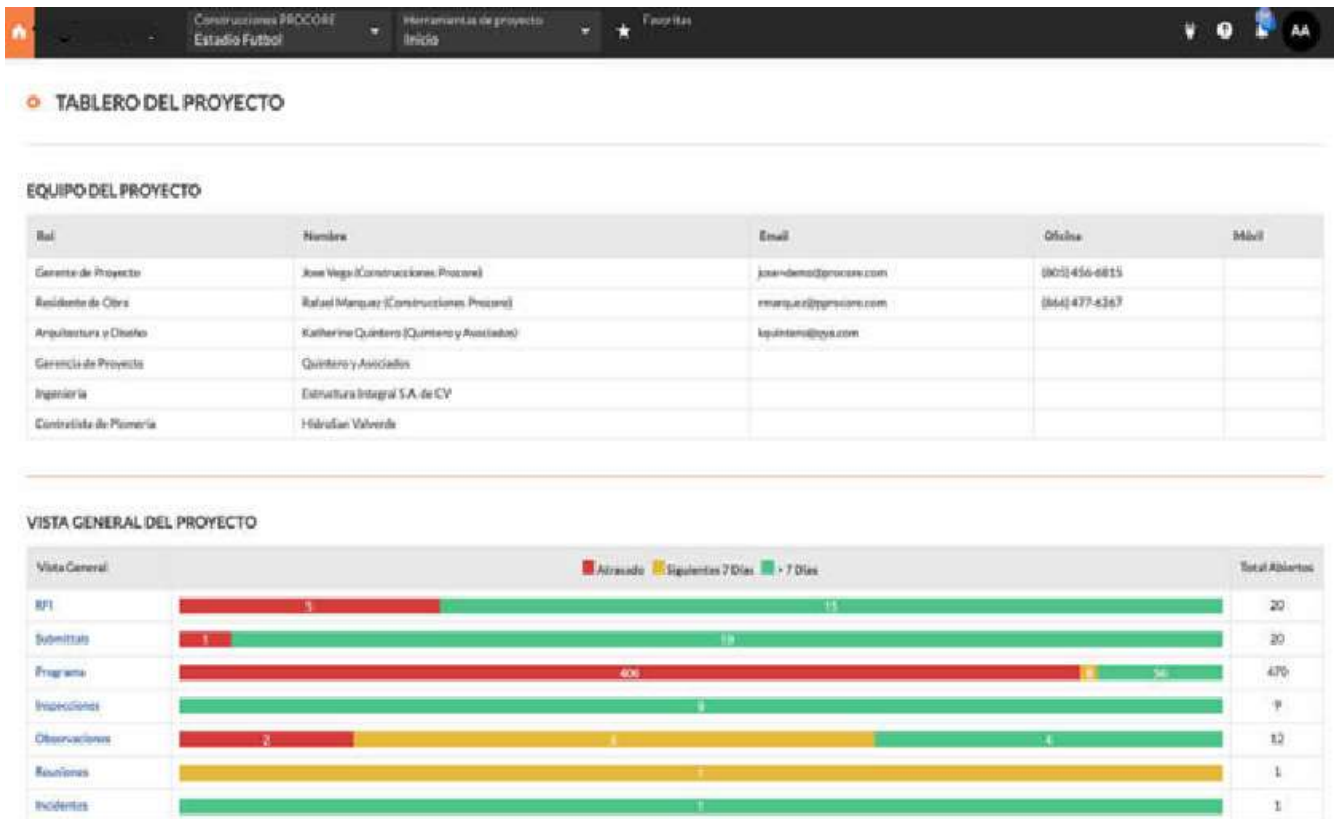 Construcciones PROCORE
Estadio Futbol
Herramientas de proyecto
Inicio
Favoritas
AA
TABLERO DEL PROYECTO
EQUIPO DEL PROYECTO
Rol Nombre Email Oficina Móvil
Gerente de Proyecto Jose Vega (Construcciones Procore) (805) 456-6815
Residente de Obra Rafael Marquez (Construcciones Procore) (866) 477-6267
Arquitectura y Diseño Katherine Quintero (Quintero y Asociados)
Gerencia de Proyecto Quintero y Asociados
Ingeniería Estructura Integral S.A. de CV
Contratista de Plomería HidroSan Valverde
VISTA GENERAL DEL PROYECTO
Vista General Atrasado Siguientes 7 Días > 7 Días Total Abiertos
RFI 5 15 20
Submittals 1 19 20
Programa 406 8 56 470
Inspecciones 9 9
Observaciones 2 6 4 12
Reuniones 1 1
Incidentes 1 1